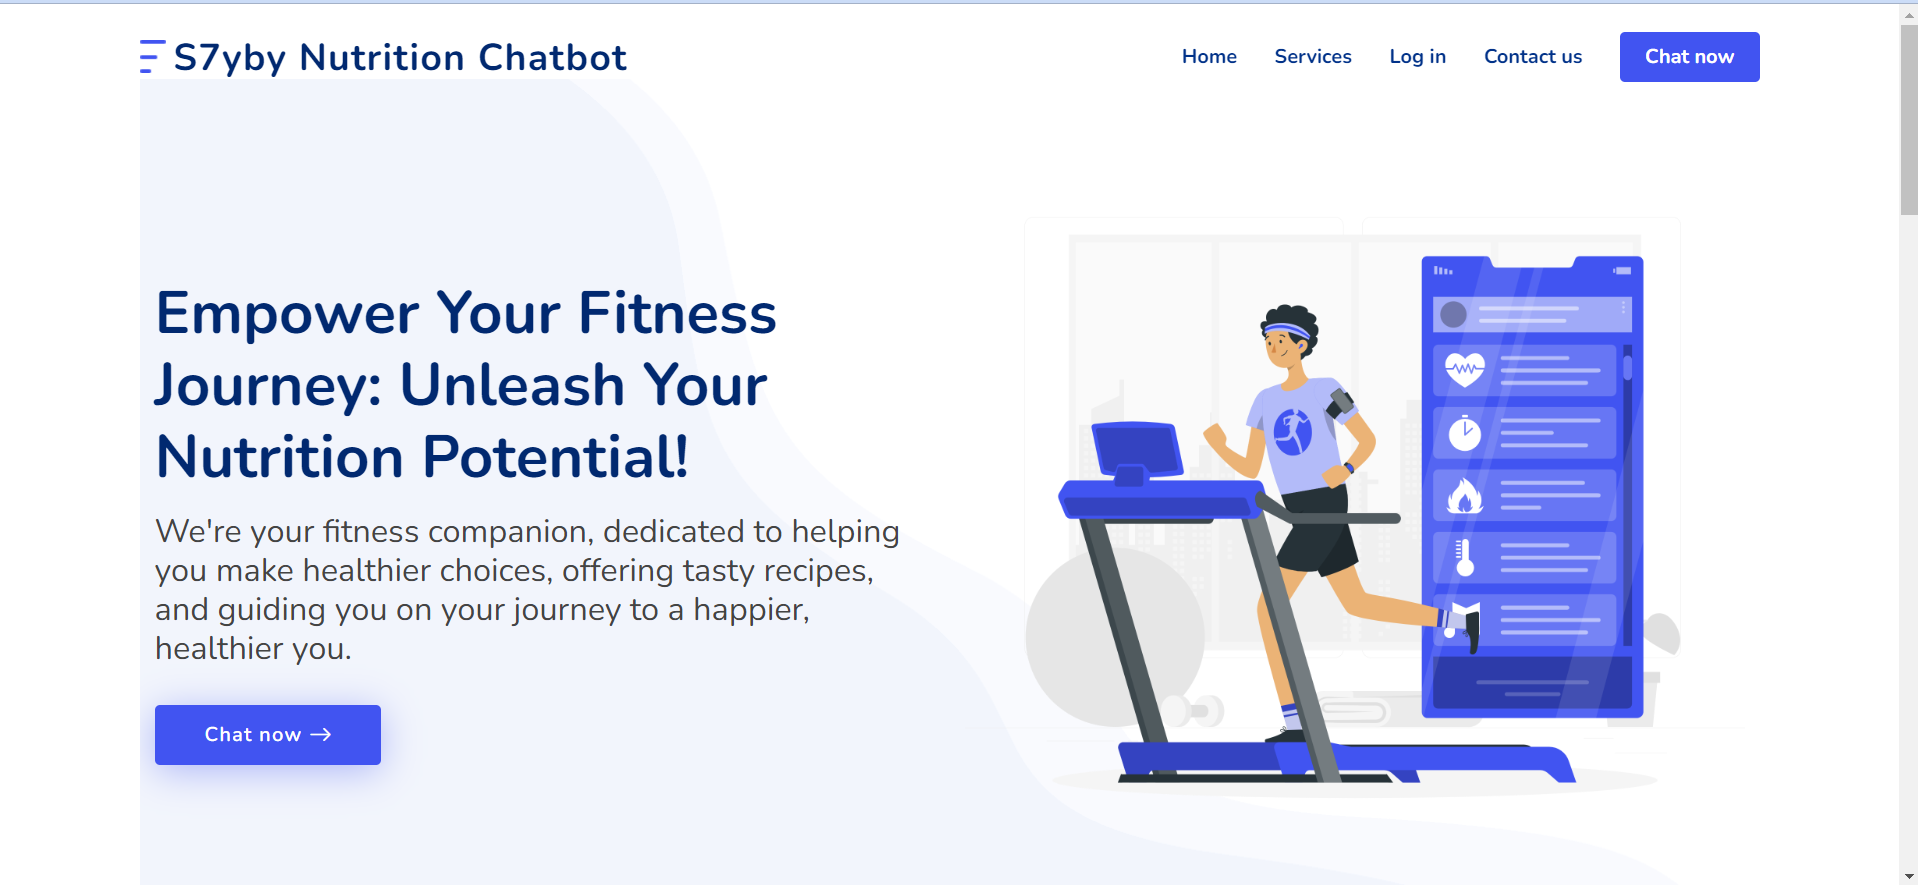 S7yby Nutrition Chatbot
Home Services Log in Contact us Chat now
Empower Your Fitness
Journey: Unleash Your
Nutrition Potential!
We're your fitness companion, dedicated to helping
you make healthier choices, offering tasty recipes,
and guiding you on your journey to a happier,
healthier you.
Chat now →